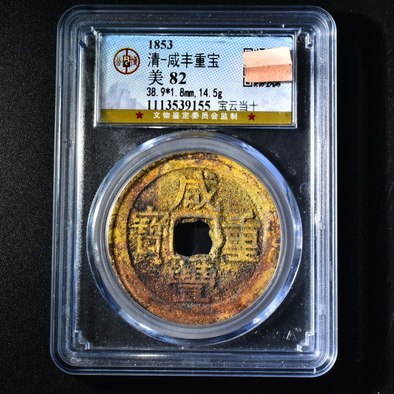 1853
清-咸丰重宝
美 82
38.9*1.8mm,14.5g
1113539155 宝云当十
★ 文物鉴定委员会监制 ★
咸
寶 重
豐